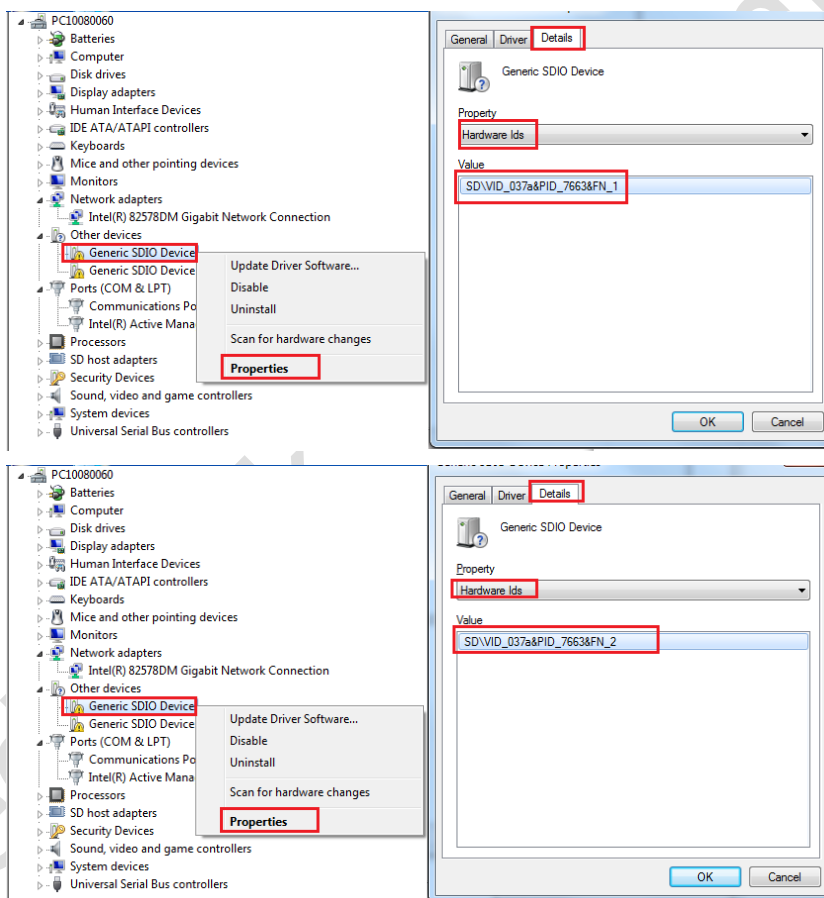 PC10080060
Batteries
Computer
Disk drives
Display adapters
Human Interface Devices
IDE ATA/ATAPI controllers
Keyboards
Mice and other pointing devices
Monitors
Network adapters
Intel(R) 82578DM Gigabit Network Connection
Other devices
Generic SDIO Device
Generic SDIO Device
Ports (COM & LPT)
Communications Po
Intel(R) Active Mana
Processors
SD host adapters
Security Devices
Sound, video and game controllers
System devices
Universal Serial Bus controllers
Update Driver Software...
Disable
Uninstall
Scan for hardware changes
Properties
General Driver Details
Generic SDIO Device
Property
Hardware Ids
Value
SD\VID_037a&PID_7663&FN_1
OK Cancel
PC10080060
Batteries
Computer
Disk drives
Display adapters
Human Interface Devices
IDE ATA/ATAPI controllers
Keyboards
Mice and other pointing devices
Monitors
Network adapters
Intel(R) 82578DM Gigabit Network Connection
Other devices
Generic SDIO Device
Generic SDIO Device
Ports (COM & LPT)
Communications Po
Intel(R) Active Mana
Processors
SD host adapters
Security Devices
Sound, video and game controllers
System devices
Universal Serial Bus controllers
Update Driver Software...
Disable
Uninstall
Scan for hardware changes
Properties
General Driver Details
Generic SDIO Device
Property
Hardware Ids
Value
SD\VID_037a&PID_7663&FN_2
OK Cancel